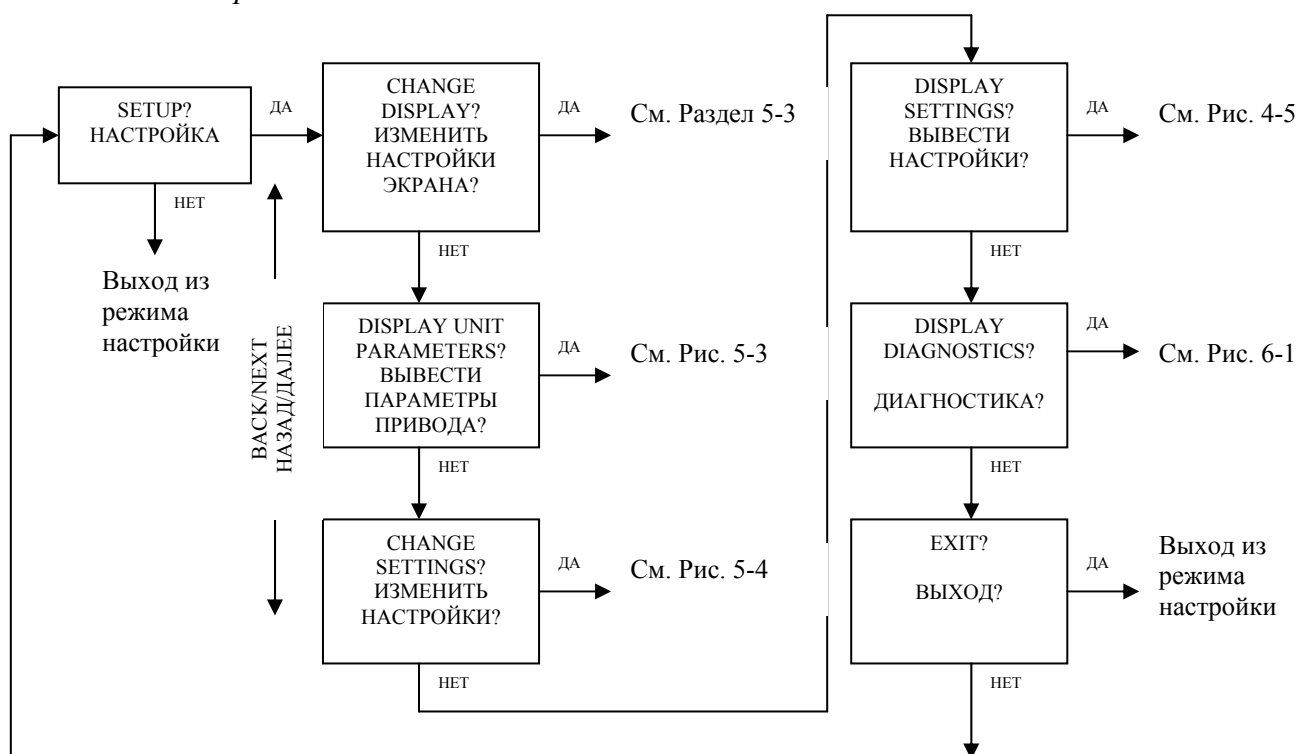 SETUP?
НАСТРОЙКА
ДА
НЕТ
Выход из
режима
настройки
BACK/NEXT
НАЗАД/ДАЛЕЕ
CHANGE
DISPLAY?
ИЗМЕНИТЬ
НАСТРОЙКИ
ЭКРАНА?
ДА
См. Раздел 5-3
НЕТ
DISPLAY UNIT
PARAMETERS?
ВЫВЕСТИ
ПАРАМЕТРЫ
ПРИВОДА?
ДА
См. Рис. 5-3
НЕТ
CHANGE
SETTINGS?
ИЗМЕНИТЬ
НАСТРОЙКИ?
ДА
См. Рис. 5-4
НЕТ
DISPLAY
SETTINGS?
ВЫВЕСТИ
НАСТРОЙКИ?
ДА
См. Рис. 4-5
НЕТ
DISPLAY
DIAGNOSTICS?
ДИАГНОСТИКА?
ДА
См. Рис. 6-1
НЕТ
EXIT?
ВЫХОД?
ДА
Выход из
режима
настройки
НЕТ